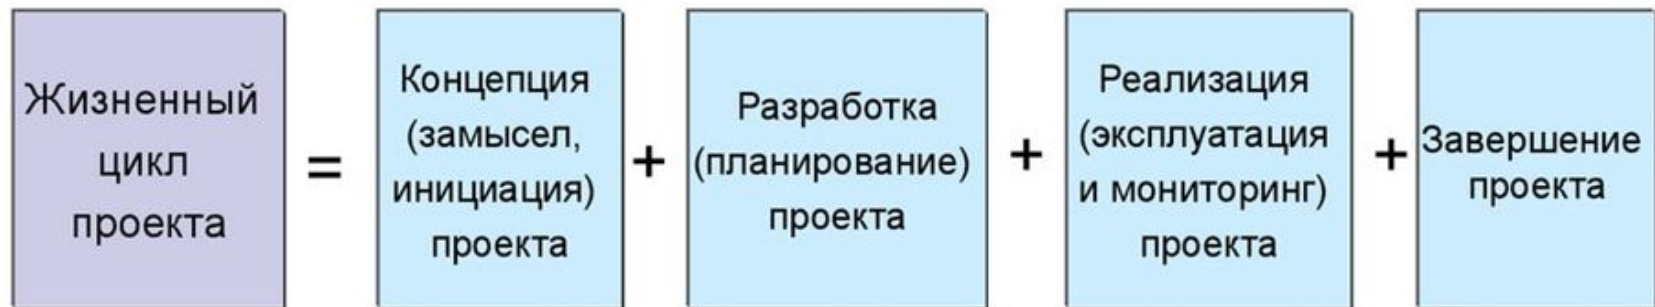 Жизненный
цикл
проекта
=
Концепция
(замысел,
инициация)
проекта
+
Разработка
(планирование)
проекта
+
Реализация
(эксплуатация
и мониторинг)
проекта
+
Завершение
проекта